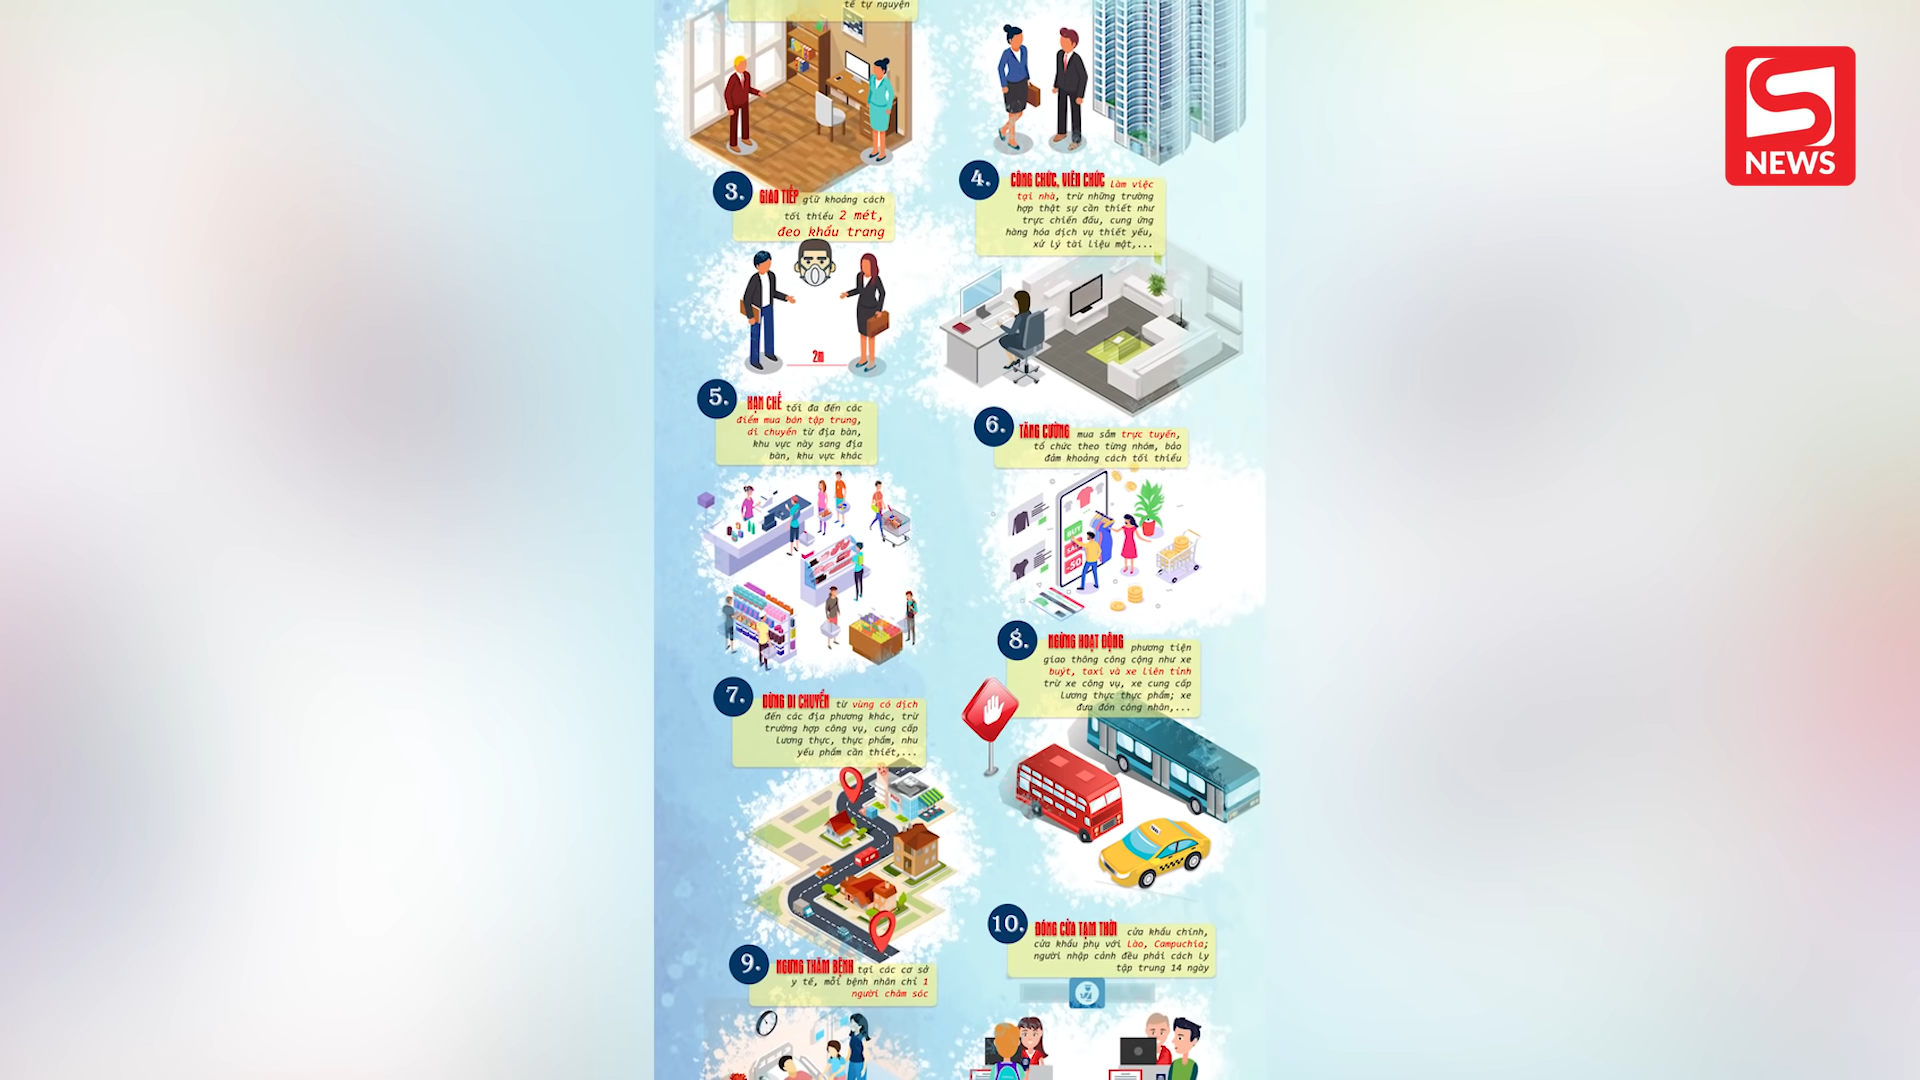 tế tự nguyện
3. GIAO TIẾP giữ khoảng cách
tối thiểu 2 mét,
đeo khẩu trang
4. CÔNG CHỨC, VIÊN CHỨC làm việc
tại nhà, trừ những trường
hợp thật sự cần thiết như
trực chiến đấu, cung ứng
hàng hóa dịch vụ thiết yếu,
xử lý tài liệu mật,...
2m
5. HẠN CHẾ tối đa đến các
điểm mua bán tập trung,
di chuyển từ địa bàn,
khu vực này sang địa
bàn, khu vực khác
6. TĂNG CƯỜNG mua sắm trực tuyến,
tổ chức theo từng nhóm, bảo
đảm khoảng cách tối thiểu
BUY
-50
7. DỪNG DI CHUYỂN từ vùng có dịch
đến các địa phương khác, trừ
trường hợp công vụ, cung cấp
lương thực, thực phẩm, nhu
yếu phẩm cần thiết,...
8. NGỪNG HOẠT ĐỘNG phương tiện
giao thông công cộng như xe
buýt, taxi và xe liên tỉnh
trừ xe công vụ, xe cung cấp
lương thực thực phẩm; xe
đưa đón công nhân,...
9. NGƯNG THĂM BỆNH tại các cơ sở
y tế, mỗi bệnh nhân chỉ 1
người chăm sóc
10. ĐÓNG CỬA TẠM THỜI cửa khẩu chính,
cửa khẩu phụ với Lào, Campuchia;
người nhập cảnh đều phải cách ly
tập trung 14 ngày
S
NEWS